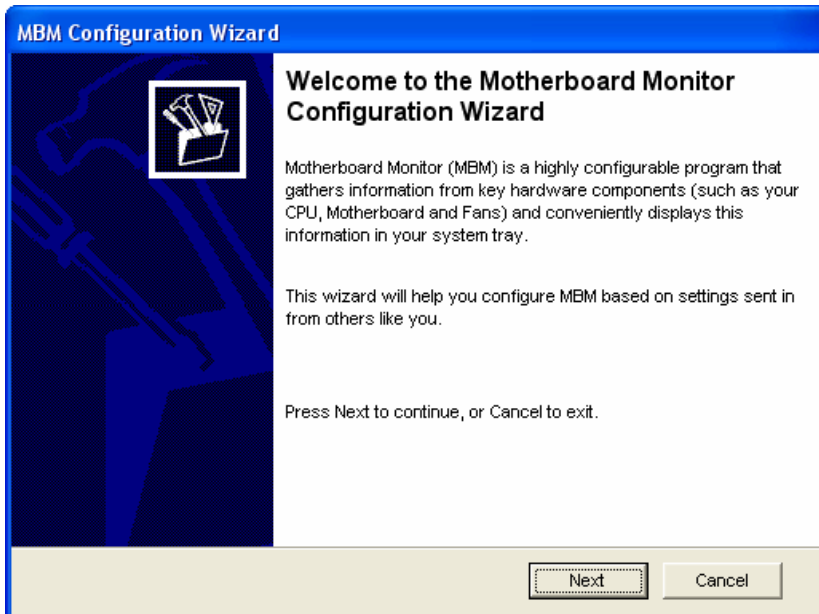 MBM Configuration Wizard
Welcome to the Motherboard Monitor
Configuration Wizard
Motherboard Monitor (MBM) is a highly configurable program that
gathers information from key hardware components (such as your
CPU, Motherboard and Fans) and conveniently displays this
information in your system tray.
This wizard will help you configure MBM based on settings sent in
from others like you.
Press Next to continue, or Cancel to exit.
Next
Cancel